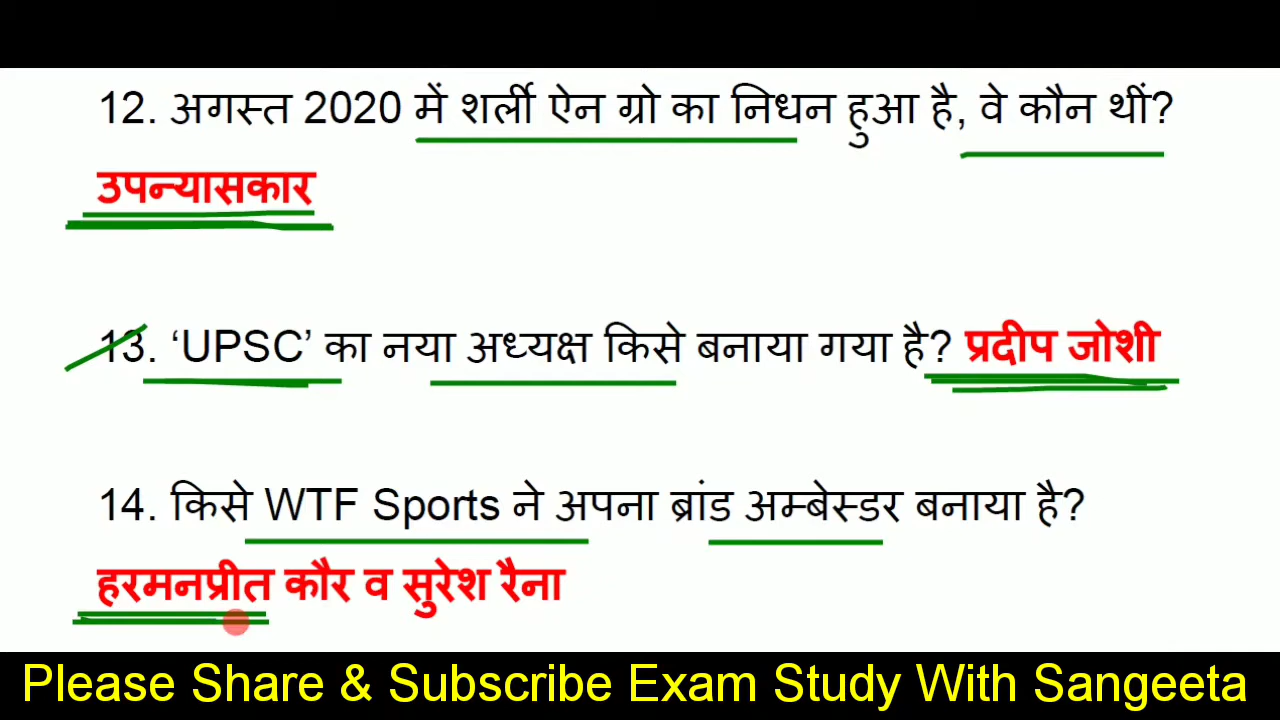 12. अगस्त 2020 में शर्ली ऐन ग्रो का निधन हुआ है, वे कौन थीं?
उपन्यासकार
13. ‘UPSC’ का नया अध्यक्ष किसे बनाया गया है? प्रदीप जोशी
14. किसे WTF Sports ने अपना ब्रांड अम्बेस्डर बनाया है?
हरमनप्रीत कौर व सुरेश रैना
Please Share & Subscribe Exam Study With Sangeeta